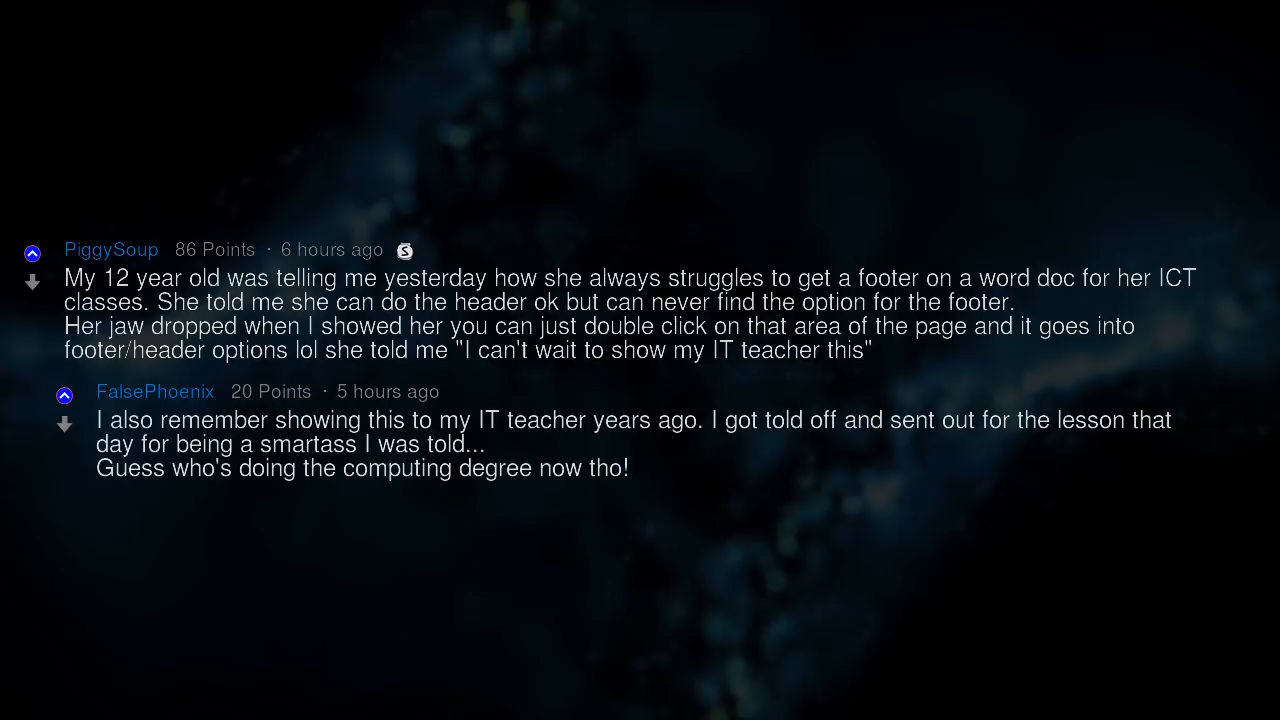 PiggySoup 86 Points · 6 hours ago S
My 12 year old was telling me yesterday how she always struggles to get a footer on a word doc for her ICT
classes. She told me she can do the header ok but can never find the option for the footer.
Her jaw dropped when I showed her you can just double click on that area of the page and it goes into
footer/header options lol she told me "I can't wait to show my IT teacher this"
FalsePhoenix 20 Points · 5 hours ago
I also remember showing this to my IT teacher years ago. I got told off and sent out for the lesson that
day for being a smartass I was told...
Guess who's doing the computing degree now tho!